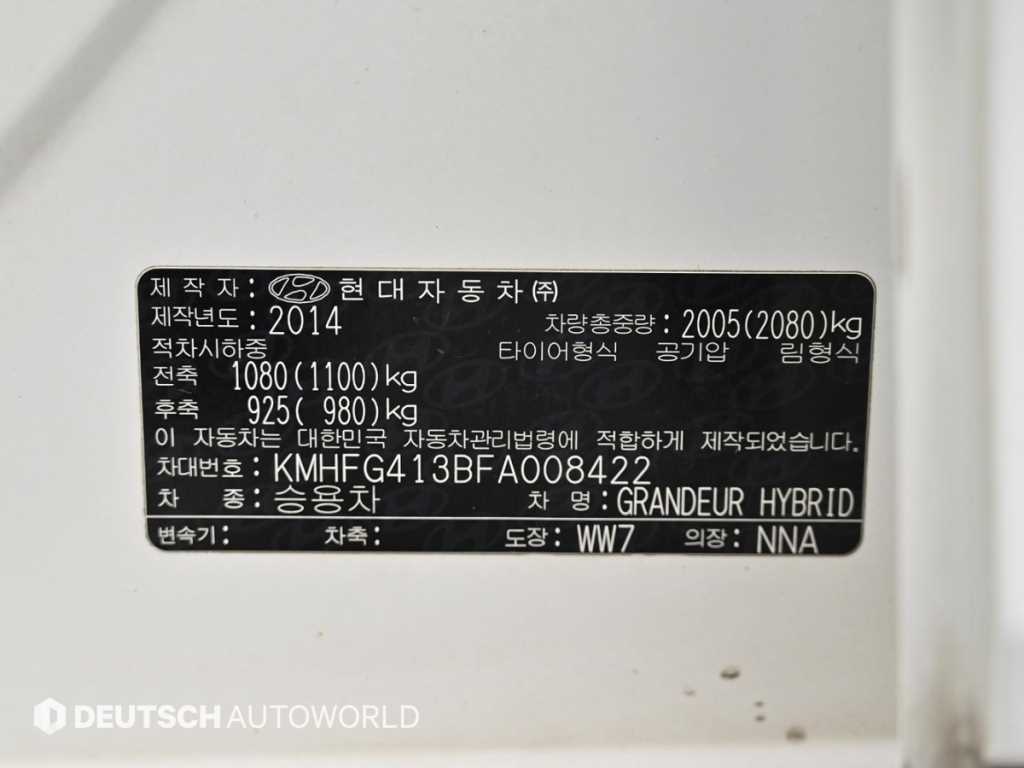 제 작 자 : 현 대 자 동 차 ㈜
제작년도 : 2014 차량총중량 : 2005(2080)kg
적차시하중 타이어형식 공기압 림형식
전축 1080(1100)kg
후축 925( 980)kg
이 자동차는 대한민국 자동차관리법령에 적합하게 제작되었습니다.
차대번호 : KMHFG413BFA008422
차 종 : 승용차 차 명 : GRANDEUR HYBRID
변속기 : 차축 : 도장 : WW7 의장 : NNA
DEUTSCH AUTOWORLD